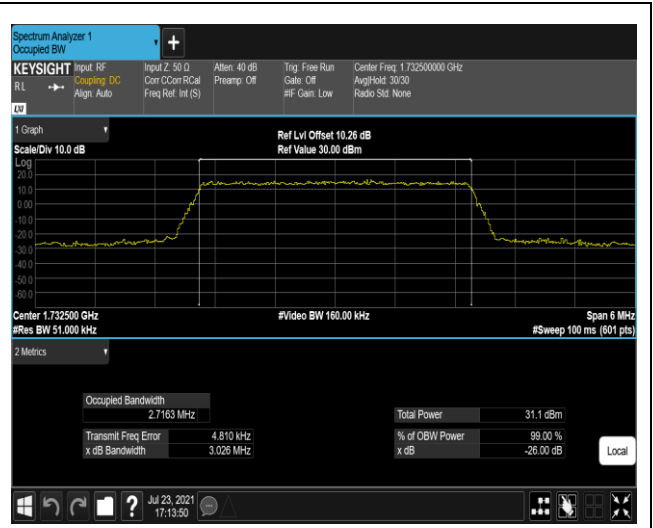 Spectrum Analyzer 1
Occupied BW
+
KEYSIGHT
RL
LXI
Input: RF
Coupling: DC
Align: Auto
Input Z: 50 Ω
Corr CCorr RCal
Freq Ref: Int (S)
Atten: 40 dB
Preamp: Off
Trig: Free Run
Gate: Off
#IF Gain: Low
Center Freq: 1.732500000 GHz
Avg|Hold: 30/30
Radio Std: None
1 Graph
Scale/Div 10.0 dB
Ref Lvl Offset 10.26 dB
Ref Value 30.00 dBm
Log
20.0
10.0
0.00
-10.0
-20.0
-30.0
-40.0
-50.0
-60.0
Center 1.732500 GHz
#Video BW 160.00 kHz
Span 6 MHz
#Res BW 51.000 kHz
#Sweep 100 ms (601 pts)
2 Metrics
Occupied Bandwidth
2.7163 MHz
Total Power 31.1 dBm
Transmit Freq Error 4.810 kHz
% of OBW Power 99.00 %
x dB Bandwidth 3.026 MHz
x dB -26.00 dB
Local
?
Jul 23, 2021
17:13:50